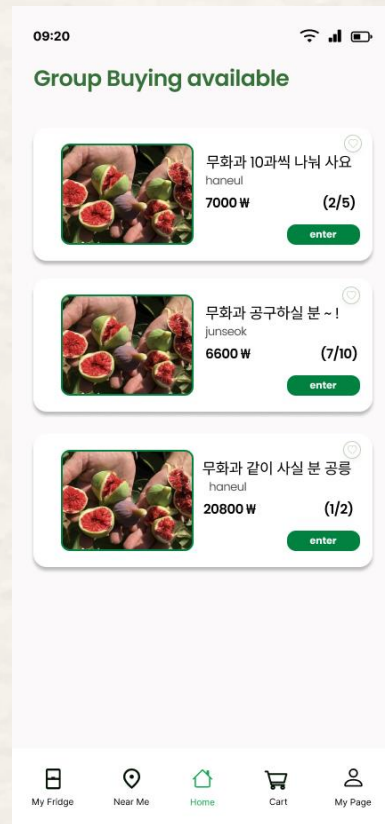 09:20
Group Buying available
무화과 10과씩 나눠 사요
haneul
7000 ₩ (2/5)
enter
무화과 공구하실 분 ~ !
junseok
6600 ₩ (7/10)
enter
무화과 같이 사실 분 공릉
haneul
20800 ₩ (1/2)
enter
My Fridge Near Me Home Cart My Page